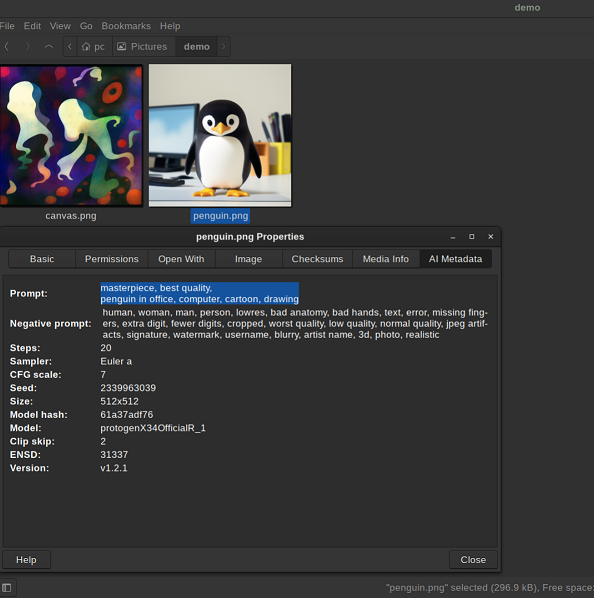 demo
File Edit View Go Bookmarks Help
pc Pictures demo
canvas.png penguin.png
penguin.png Properties
Basic Permissions Open With Image Checksums Media Info AI Metadata
Prompt: masterpiece, best quality,
penguin in office, computer, cartoon, drawing
Negative prompt: human, woman, man, person, lowres, bad anatomy, bad hands, text, error, missing fing-
ers, extra digit, fewer digits, cropped, worst quality, low quality, normal quality, jpeg artif-
acts, signature, watermark, username, blurry, artist name, 3d, photo, realistic
Steps: 20
Sampler: Euler a
CFG scale: 7
Seed: 2339963039
Size: 512x512
Model hash: 61a37adf76
Model: protogenX34OfficialR_1
Clip skip: 2
ENSD: 31337
Version: v1.2.1
Help Close
"penguin.png" selected (296.9 kB), Free space: